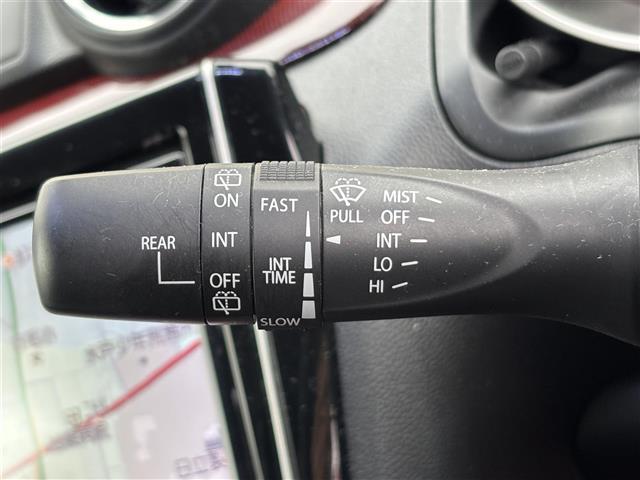 ON
INT
OFF
REAR
FAST
INT
TIME
SLOW
PULL
MIST
OFF
INT
LO
HI